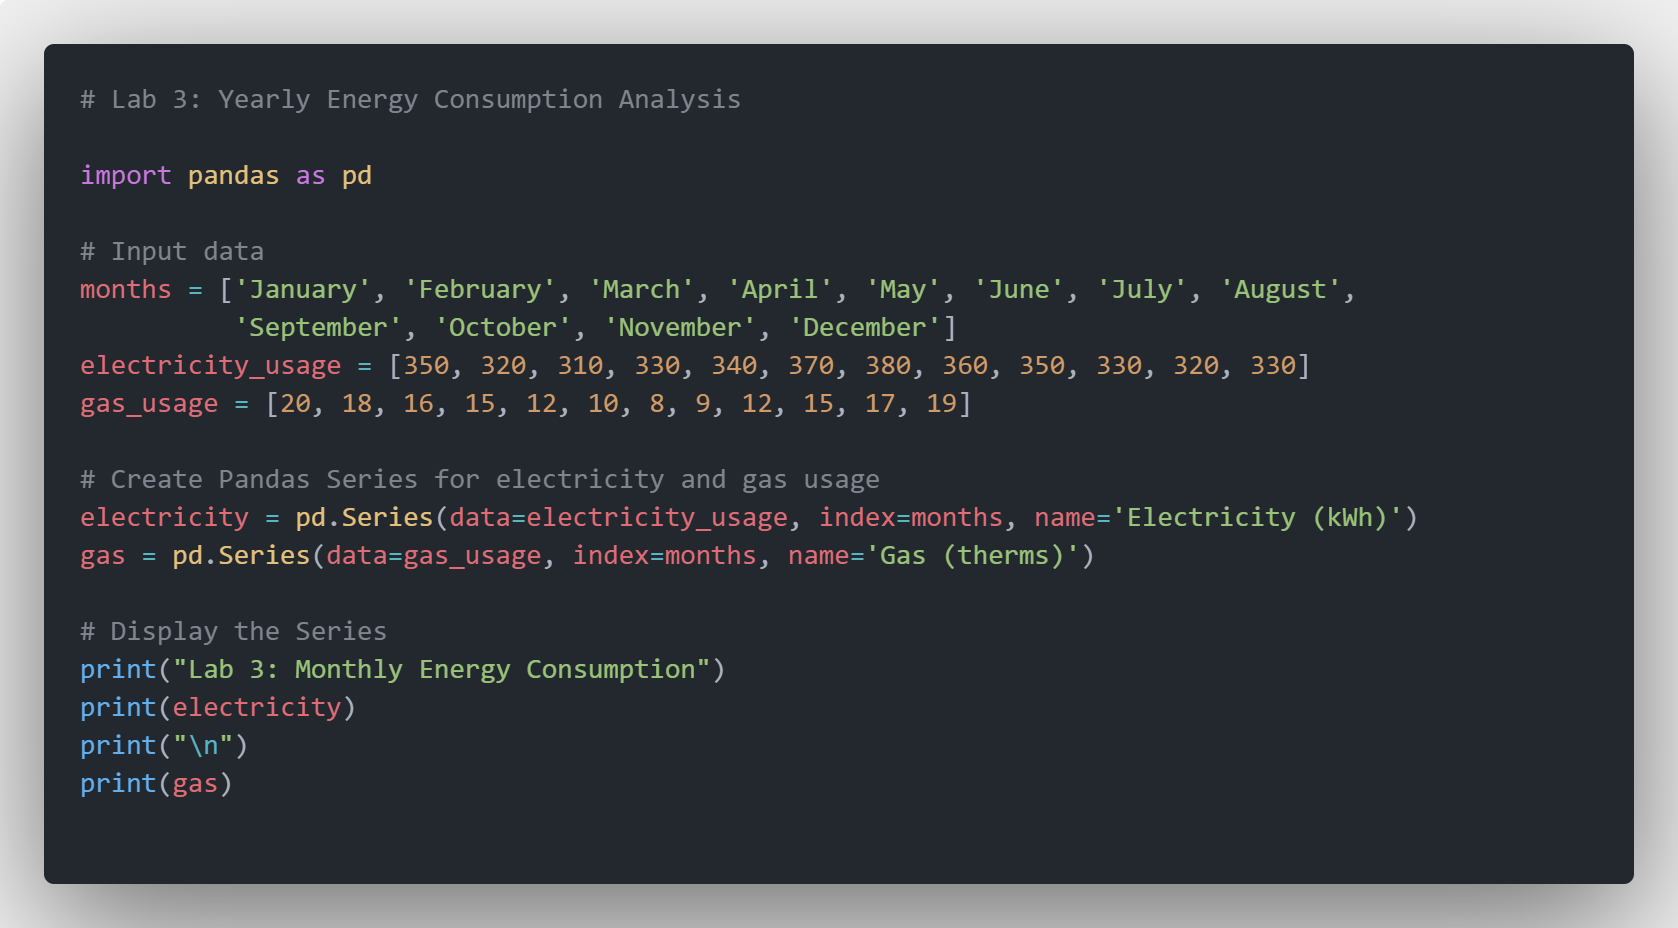 # Lab 3: Yearly Energy Consumption Analysis
import pandas as pd
# Input data
months = ['January', 'February', 'March', 'April', 'May', 'June', 'July', 'August',
          'September', 'October', 'November', 'December']
electricity_usage = [350, 320, 310, 330, 340, 370, 380, 360, 350, 330, 320, 330]
gas_usage = [20, 18, 16, 15, 12, 10, 8, 9, 12, 15, 17, 19]
# Create Pandas Series for electricity and gas usage
electricity = pd.Series(data=electricity_usage, index=months, name='Electricity (kWh)')
gas = pd.Series(data=gas_usage, index=months, name='Gas (therms)')
# Display the Series
print("Lab 3: Monthly Energy Consumption")
print(electricity)
print("\n")
print(gas)